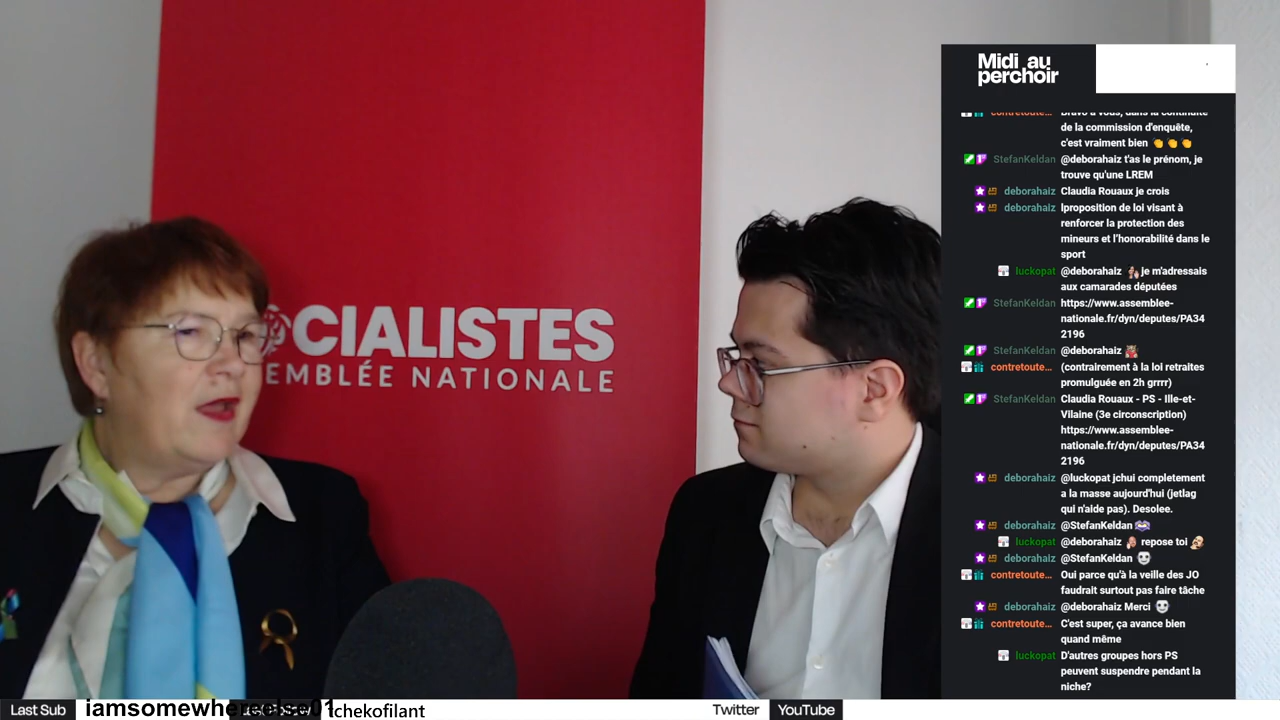 CIALISTES
EMBLÉE NATIONALE
Midi au
perchoir
contretoute... Bravo à vous, dans la continuité
de la commission d'enquête,
c'est vraiment bien 👏 👏 👏
StefanKeldan @deborahaiz t'as le prénom, je
trouve qu'une LREM
deborahaiz Claudia Rouaux je crois
deborahaiz lproposition de loi visant à
renforcer la protection des
mineurs et l'honorabilité dans le
sport
luckopat @deborahaiz je m'adressais
aux camarades députées
StefanKeldan https://www.assemblee-
nationale.fr/dyn/deputes/PA34
2196
StefanKeldan @deborahaiz
contretoute... (contrairement à la loi retraites
promulguée en 2h grrrr)
StefanKeldan Claudia Rouaux - PS - Ille-et-
Vilaine (3e circonscription)
https://www.assemblee-
nationale.fr/dyn/deputes/PA34
2196
deborahaiz @luckopat jchui completement
a la masse aujourd'hui (jetlag
qui n'aide pas). Desolee.
deborahaiz @StefanKeldan
luckopat @deborahaiz repose toi
deborahaiz @StefanKeldan
contretoute... Oui parce qu'à la veille des JO
faudrait surtout pas faire tâche
deborahaiz @deborahaiz Merci
contretoute... C'est super, ça avance bien
quand même
luckopat D'autres groupes hors PS
peuvent suspendre pendant la
niche?
Last Sub
tchekofilant
Twitter
YouTube